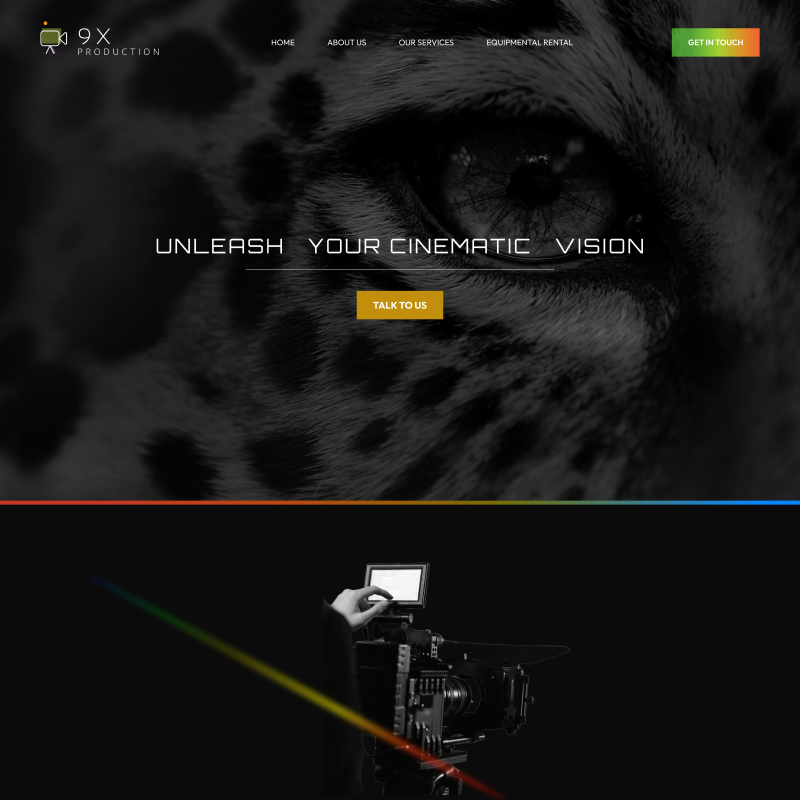 9X
PRODUCTION
HOME ABOUT US OUR SERVICES EQUIPMENTAL RENTAL GET IN TOUCH
UNLEASH YOUR CINEMATIC VISION
TALK TO US